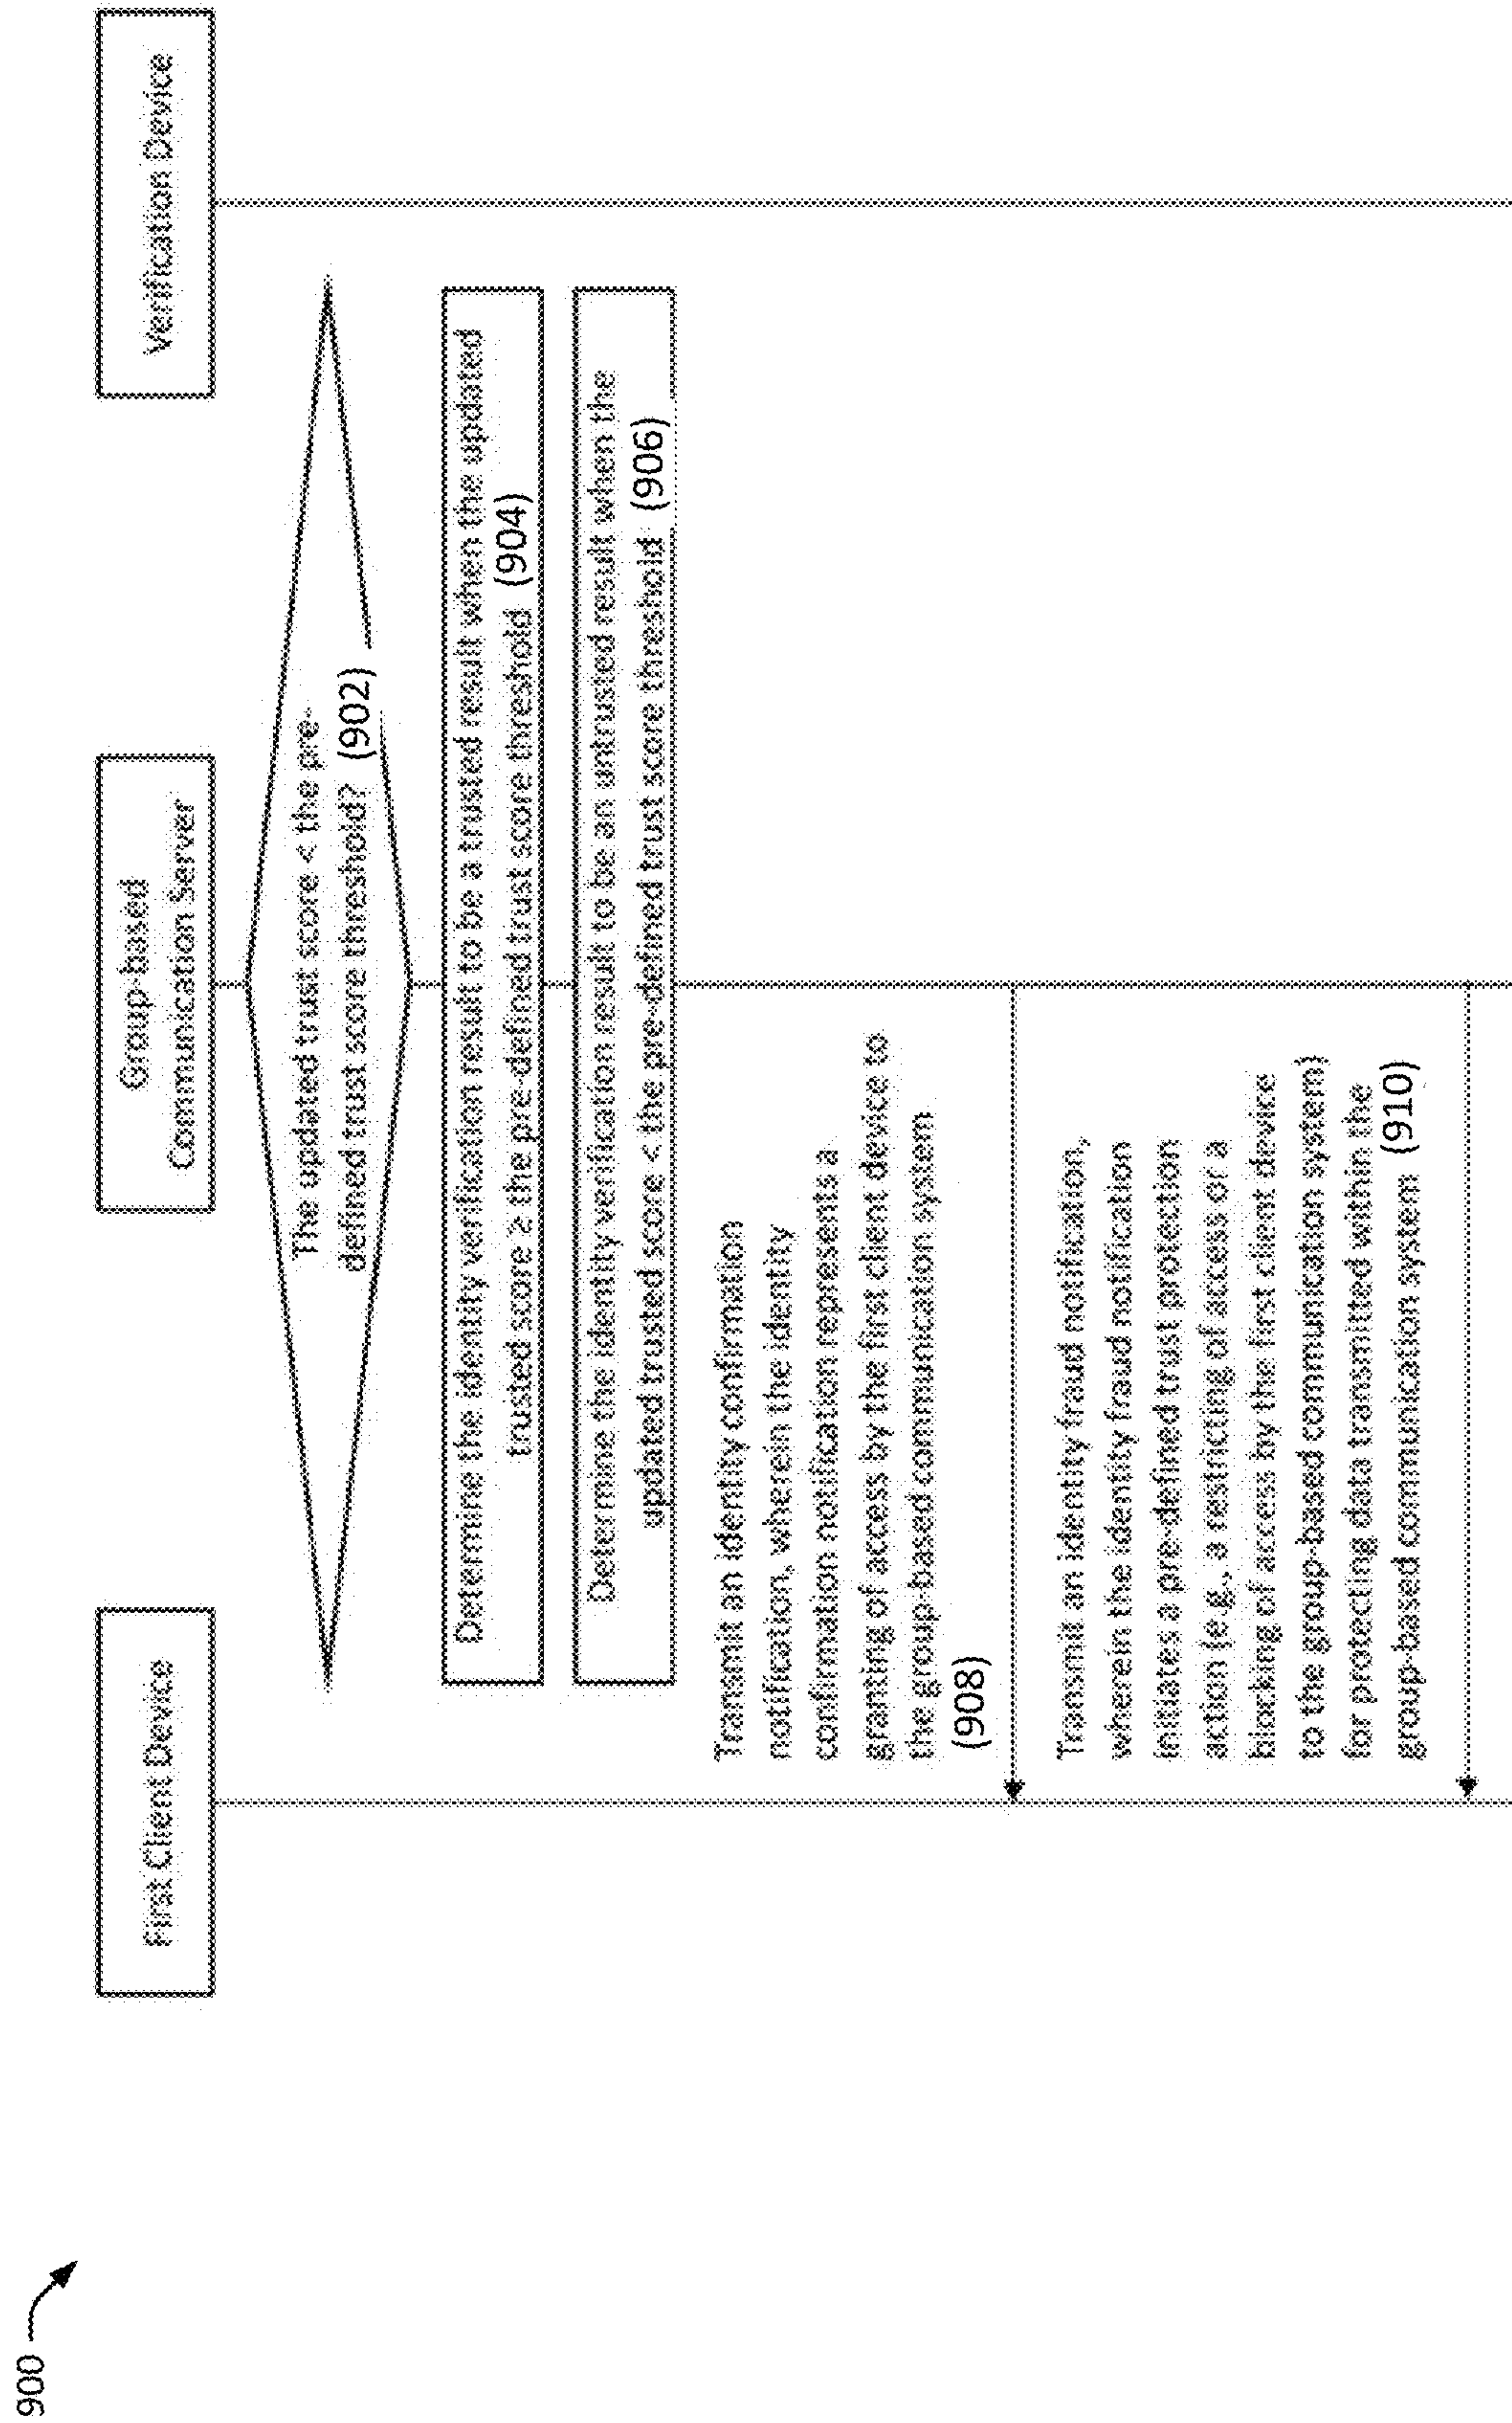 900
First Client Device
Group-based
Communication Server
Verification Device
The updated trust score < the pre-
defined trust score threshold? (902)
Determine the identity verification result to be a trusted result when the updated
trusted score ≥ the pre-defined trust score threshold (904)
Determine the identity verification result to be an untrusted result when the
updated trusted score < the pre-defined trust score threshold (906)
Transmit an identity confirmation
notification, wherein the identity
confirmation notification represents a
granting of access by the first client device to
the group-based communication system
(908)
Transmit an identity fraud notification,
wherein the identity fraud notification
initiates a pre-defined trust protection
action (e.g., a restricting of access or a
blocking of access by the first client device
to the group-based communication system)
for protecting data transmitted within the
group-based communication system (910)